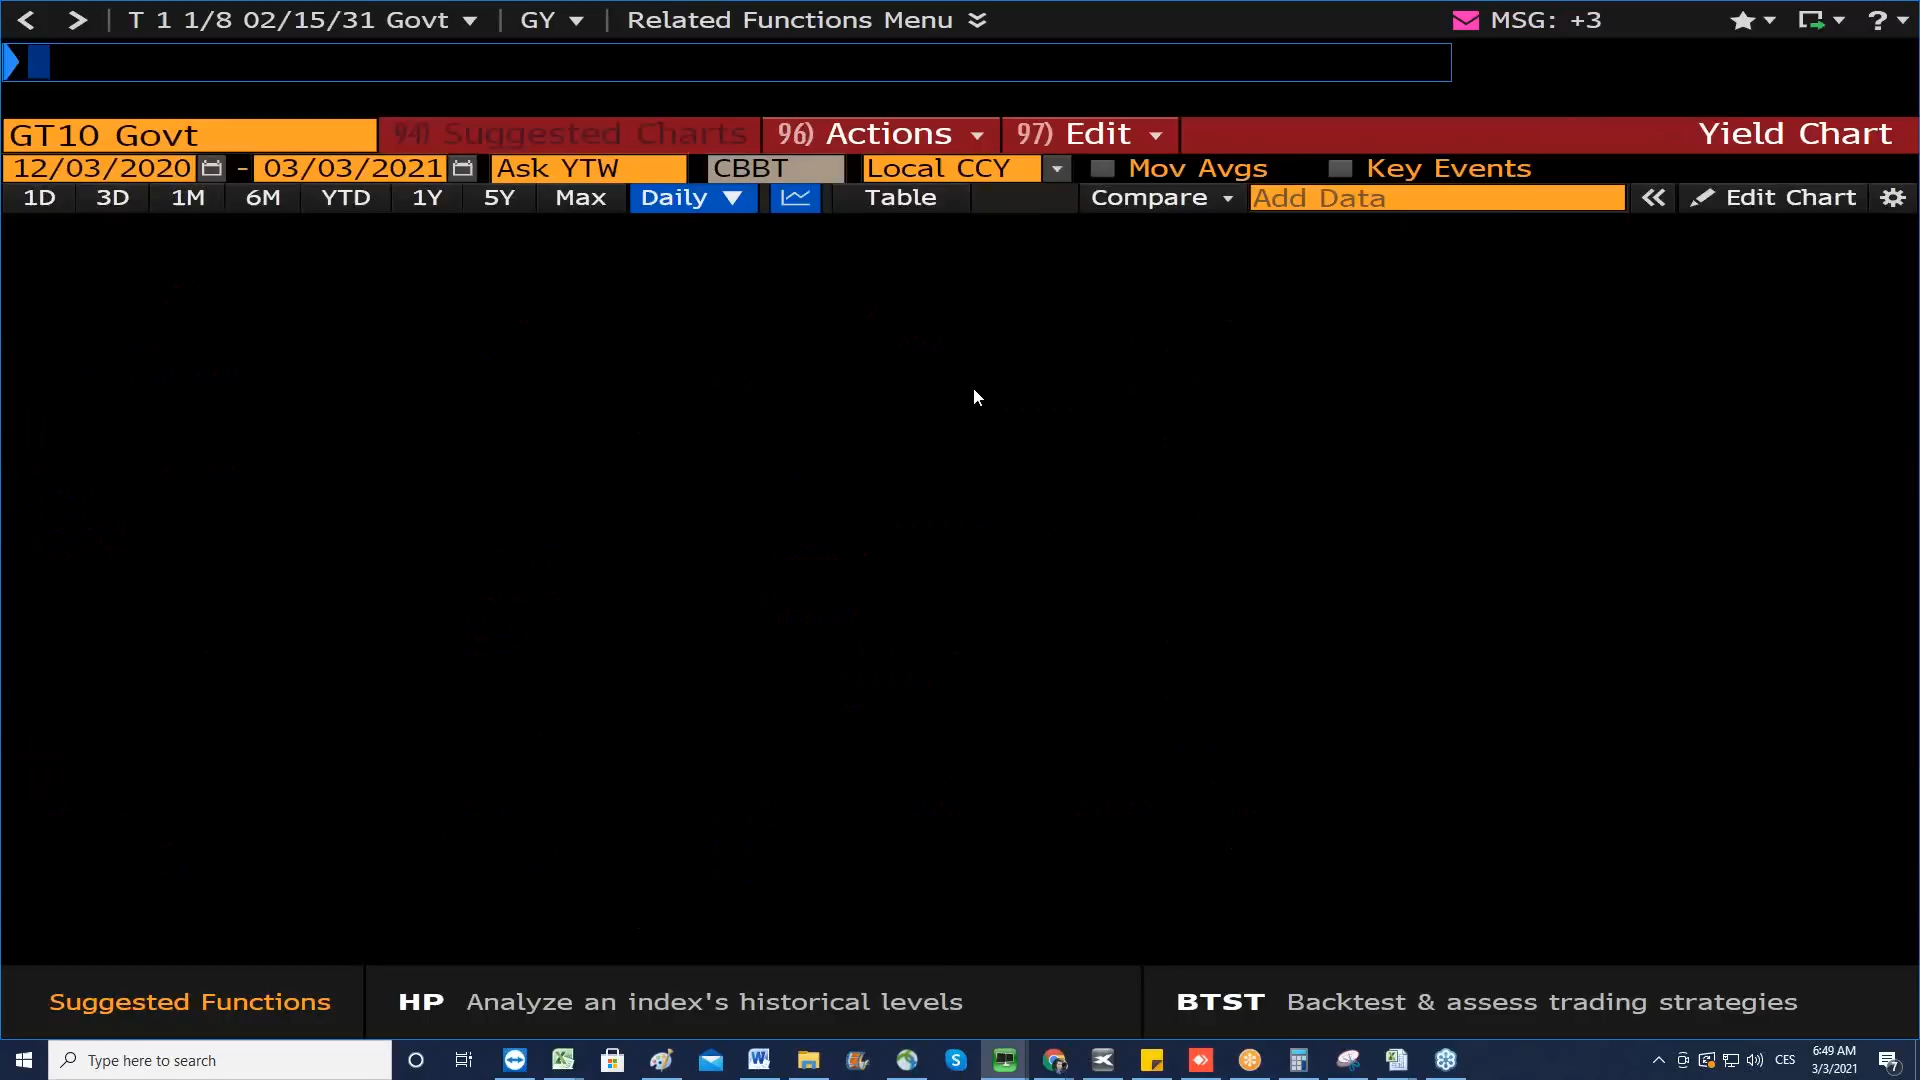 T 1 1/8 02/15/31 Govt GY Related Functions Menu MSG: +3 ?
GT10 Govt 94) Suggested Charts 96) Actions 97) Edit Yield Chart
12/03/2020 - 03/03/2021 Ask YTW CBBT Local CCY Mov Avgs Key Events
1D 3D 1M 6M YTD 1Y 5Y Max Daily Table Compare Add Data Edit Chart
Suggested Functions HP Analyze an index's historical levels BTST Backtest & assess trading strategies
Type here to search CES 6:49 AM
3/3/2021 7